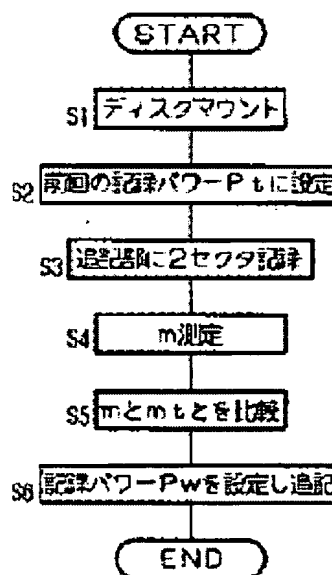 START
S1 ディスクマウント
S2 前回の記録パワーPtに設定
S3 追記部に2セクタ記録
S4 m測定
S5 mとmtとを比較
S6 記録パワーPwを設定し追記
END